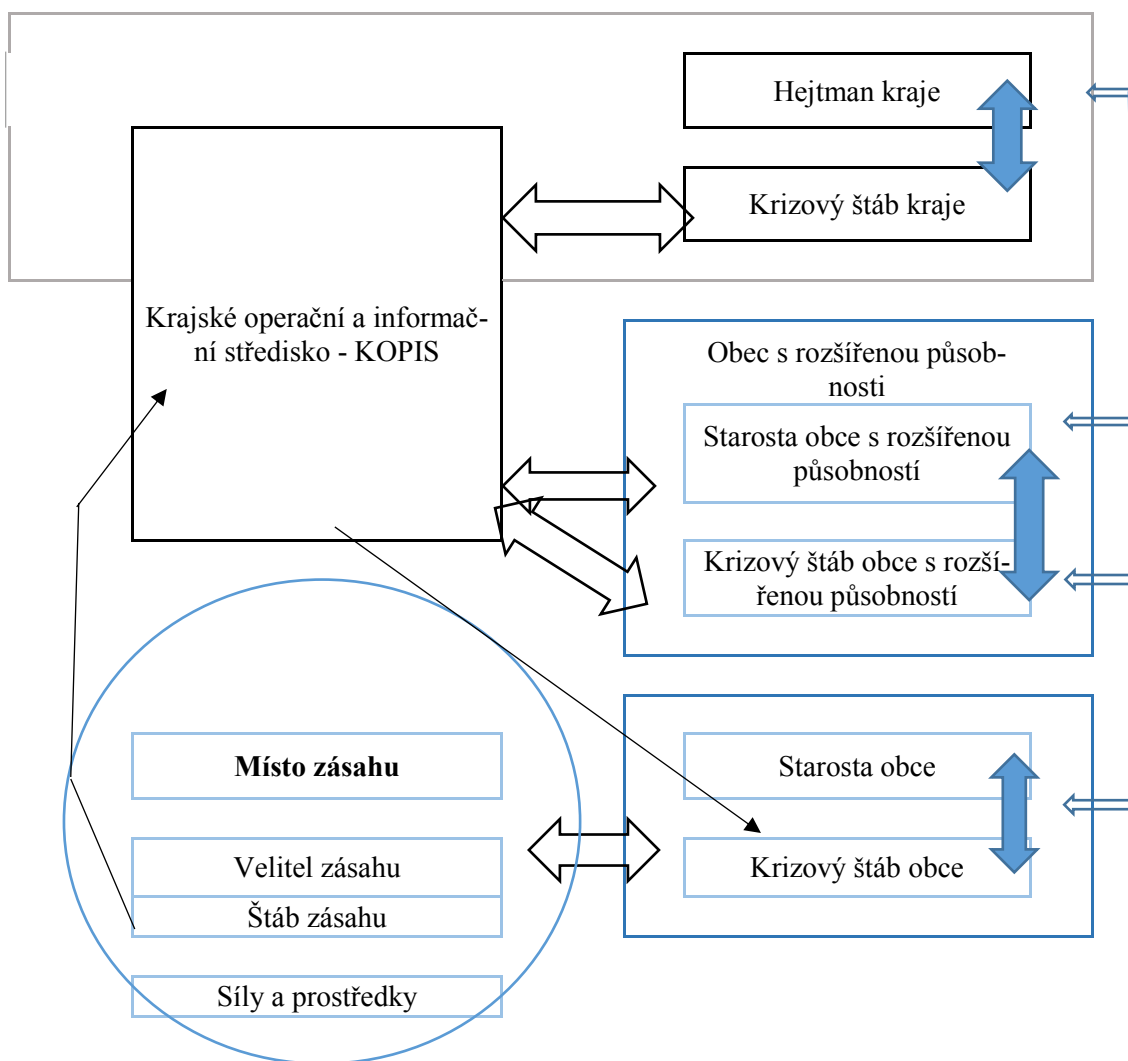 Hejtman kraje
Krizový štáb kraje
Krajské operační a informač-
ní středisko - KOPIS
Obec s rozšířenou působ-
nosti
Starosta obce s rozšířenou
působností
Krizový štáb obce s rozší-
řenou působností
Místo zásahu
Velitel zásahu
Štáb zásahu
Síly a prostředky
Starosta obce
Krizový štáb obce